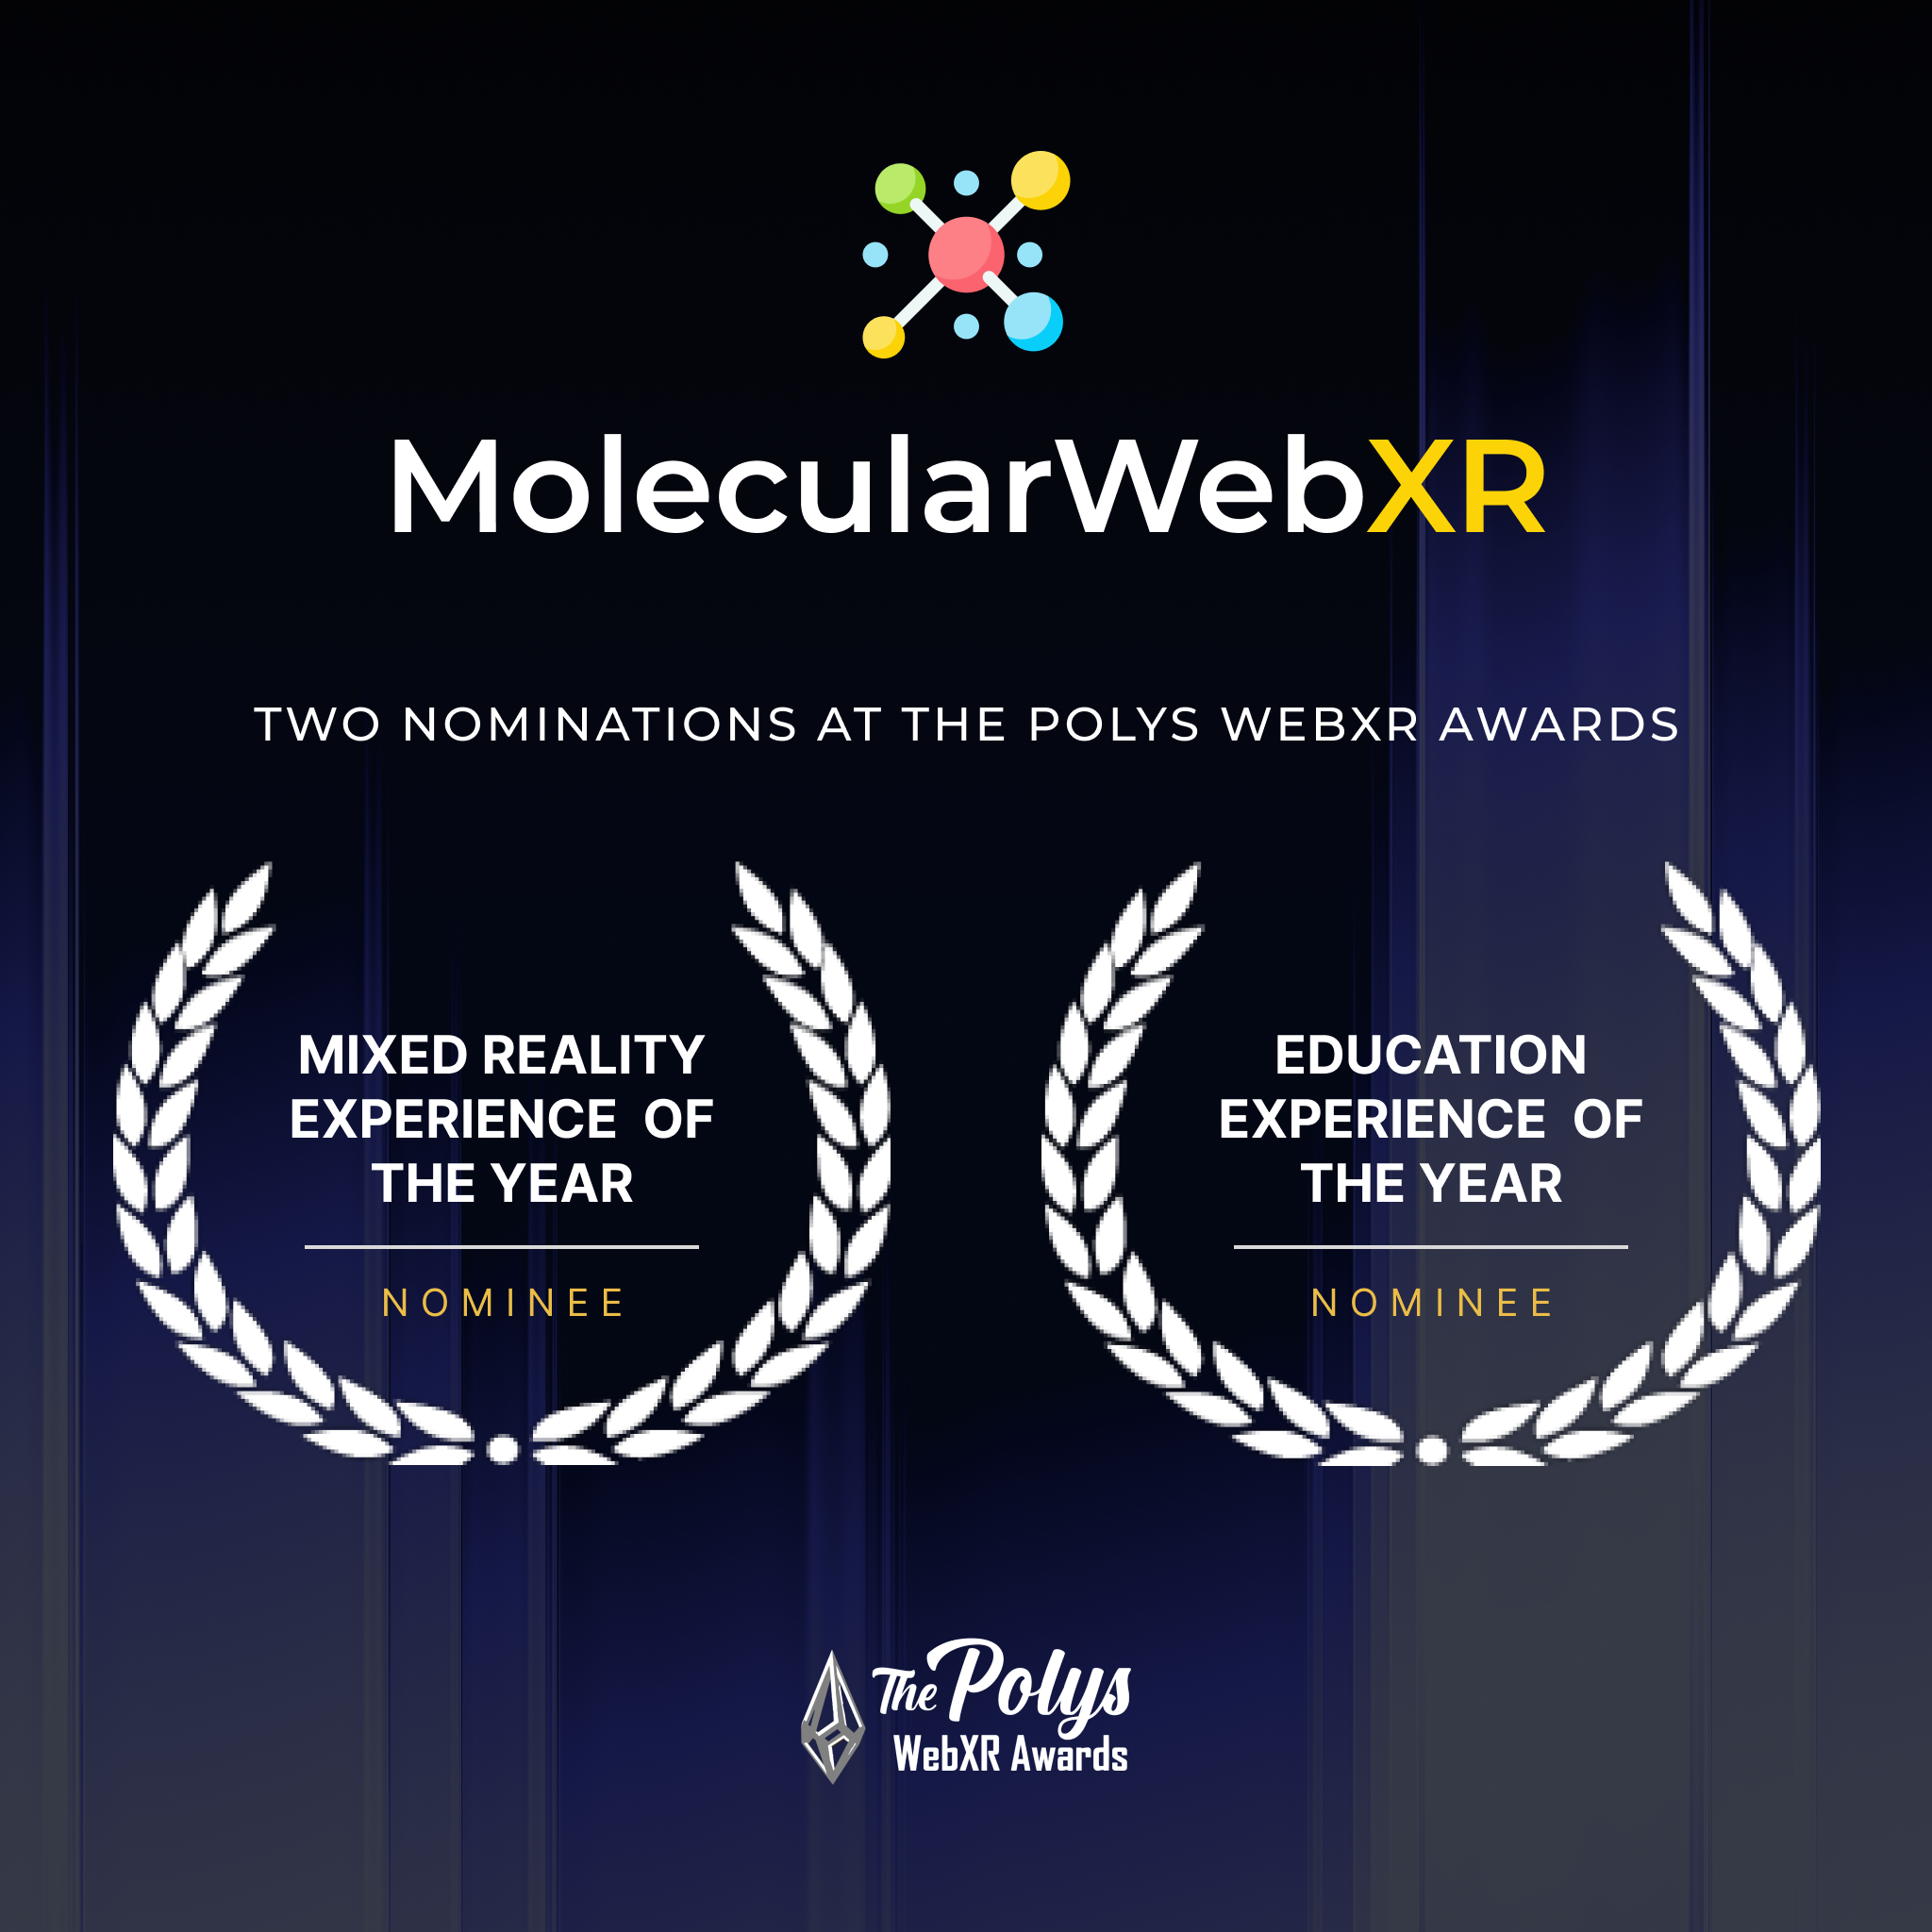 MolecularWebXR
TWO NOMINATIONS AT THE POLYS WEBXR AWARDS
MIXED REALITY
EXPERIENCE OF
THE YEAR
NOMINEE
EDUCATION
EXPERIENCE OF
THE YEAR
NOMINEE
The Polys
WebXR Awards